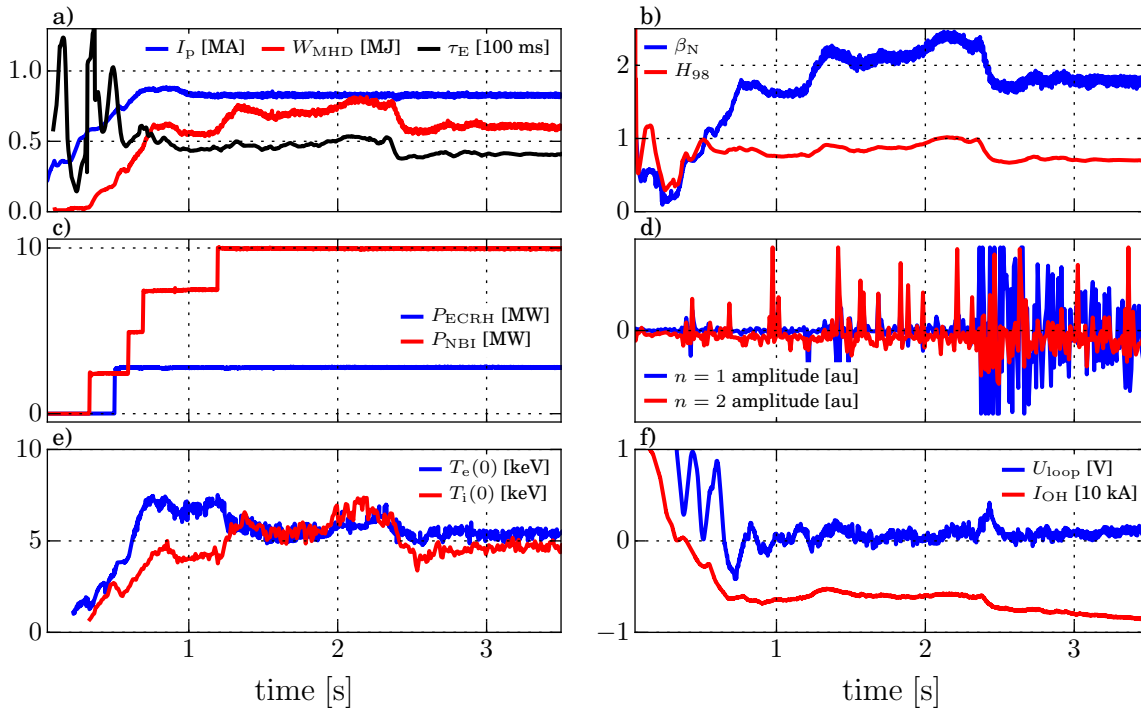 a)
I_p [MA] W_MHD [MJ] τ_E [100 ms]
1.0
0.5
0.0
b)
β_N
H_98
2
1
0
c)
10
0
P_ECRH [MW]
P_NBI [MW]
d)
0
n = 1 amplitude [au]
n = 2 amplitude [au]
e)
10
5
0
T_e(0) [keV]
T_i(0) [keV]
1 2 3
time [s]
f)
1
0
−1
U_loop [V]
I_OH [10 kA]
1 2 3
time [s]